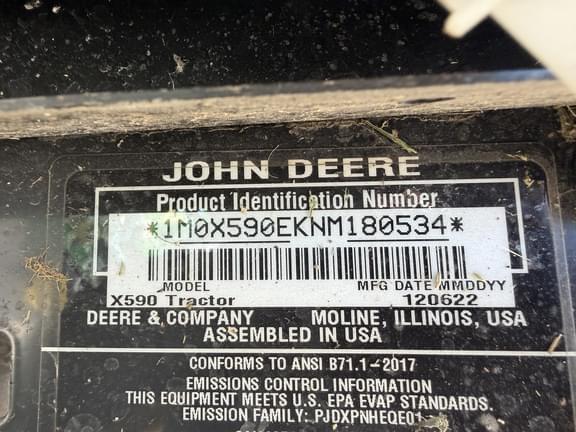 JOHN DEERE
Product Identification Number
*1M0X590EKNM180534*
MODEL MFG DATE MMDDYY
X590 Tractor 120622
DEERE & COMPANY MOLINE, ILLINOIS, USA
ASSEMBLED IN USA
CONFORMS TO ANSI B71.1-2017
EMISSIONS CONTROL INFORMATION
THIS EQUIPMENT MEETS U.S. EPA EVAP STANDARDS.
EMISSION FAMILY: PJDXPNHEQE01